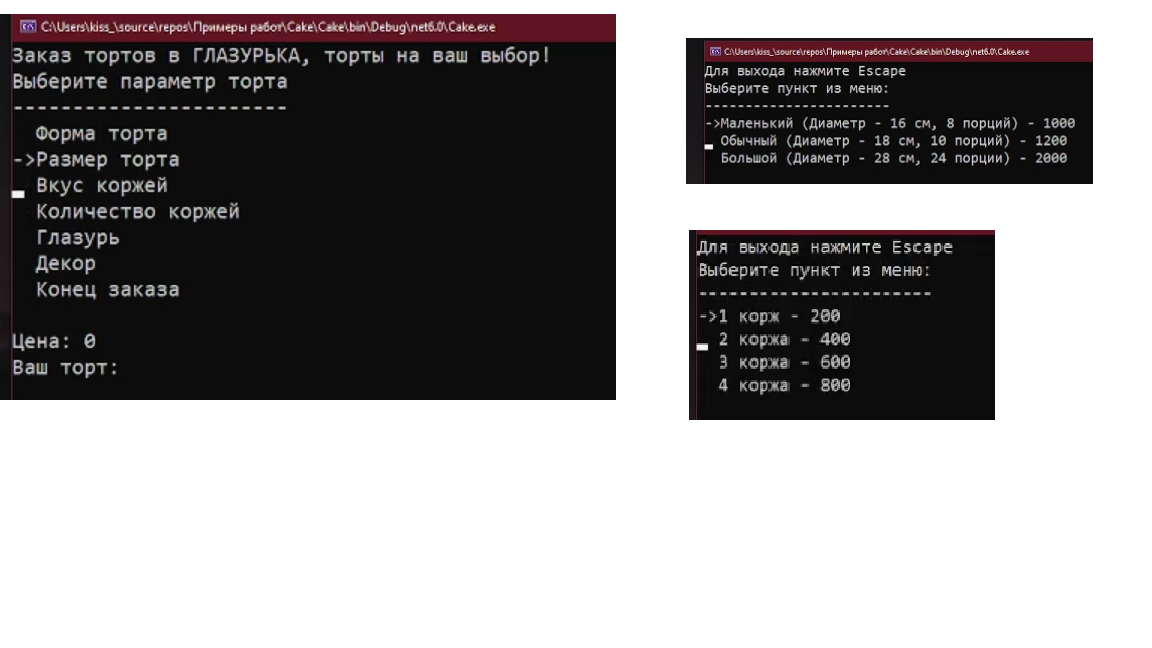 C:\Users\kiss_\source\repos\Примеры работ\Cake\Cake\bin\Debug\net6.0\Cake.exe
Заказ тортов в ГЛАЗУРЬКА, торты на ваш выбор!
Выберите параметр торта
-----------------------
Форма торта
->Размер торта
Вкус коржей
Количество коржей
Глазурь
Декор
Конец заказа
Цена: 0
Ваш торт:
C:\Users\kiss_\source\repos\Примеры работ\Cake\Cake\bin\Debug\net6.0\Cake.exe
Для выхода нажмите Escape
Выберите пункт из меню:
-----------------------
->Маленький (Диаметр - 16 см, 8 порций) - 1000
Обычный (Диаметр - 18 см, 10 порций) - 1200
Большой (Диаметр - 28 см, 24 порции) - 2000
Для выхода нажмите Escape
Выберите пункт из меню:
-----------------------
->1 корж - 200
2 коржа - 400
3 коржа - 600
4 коржа - 800